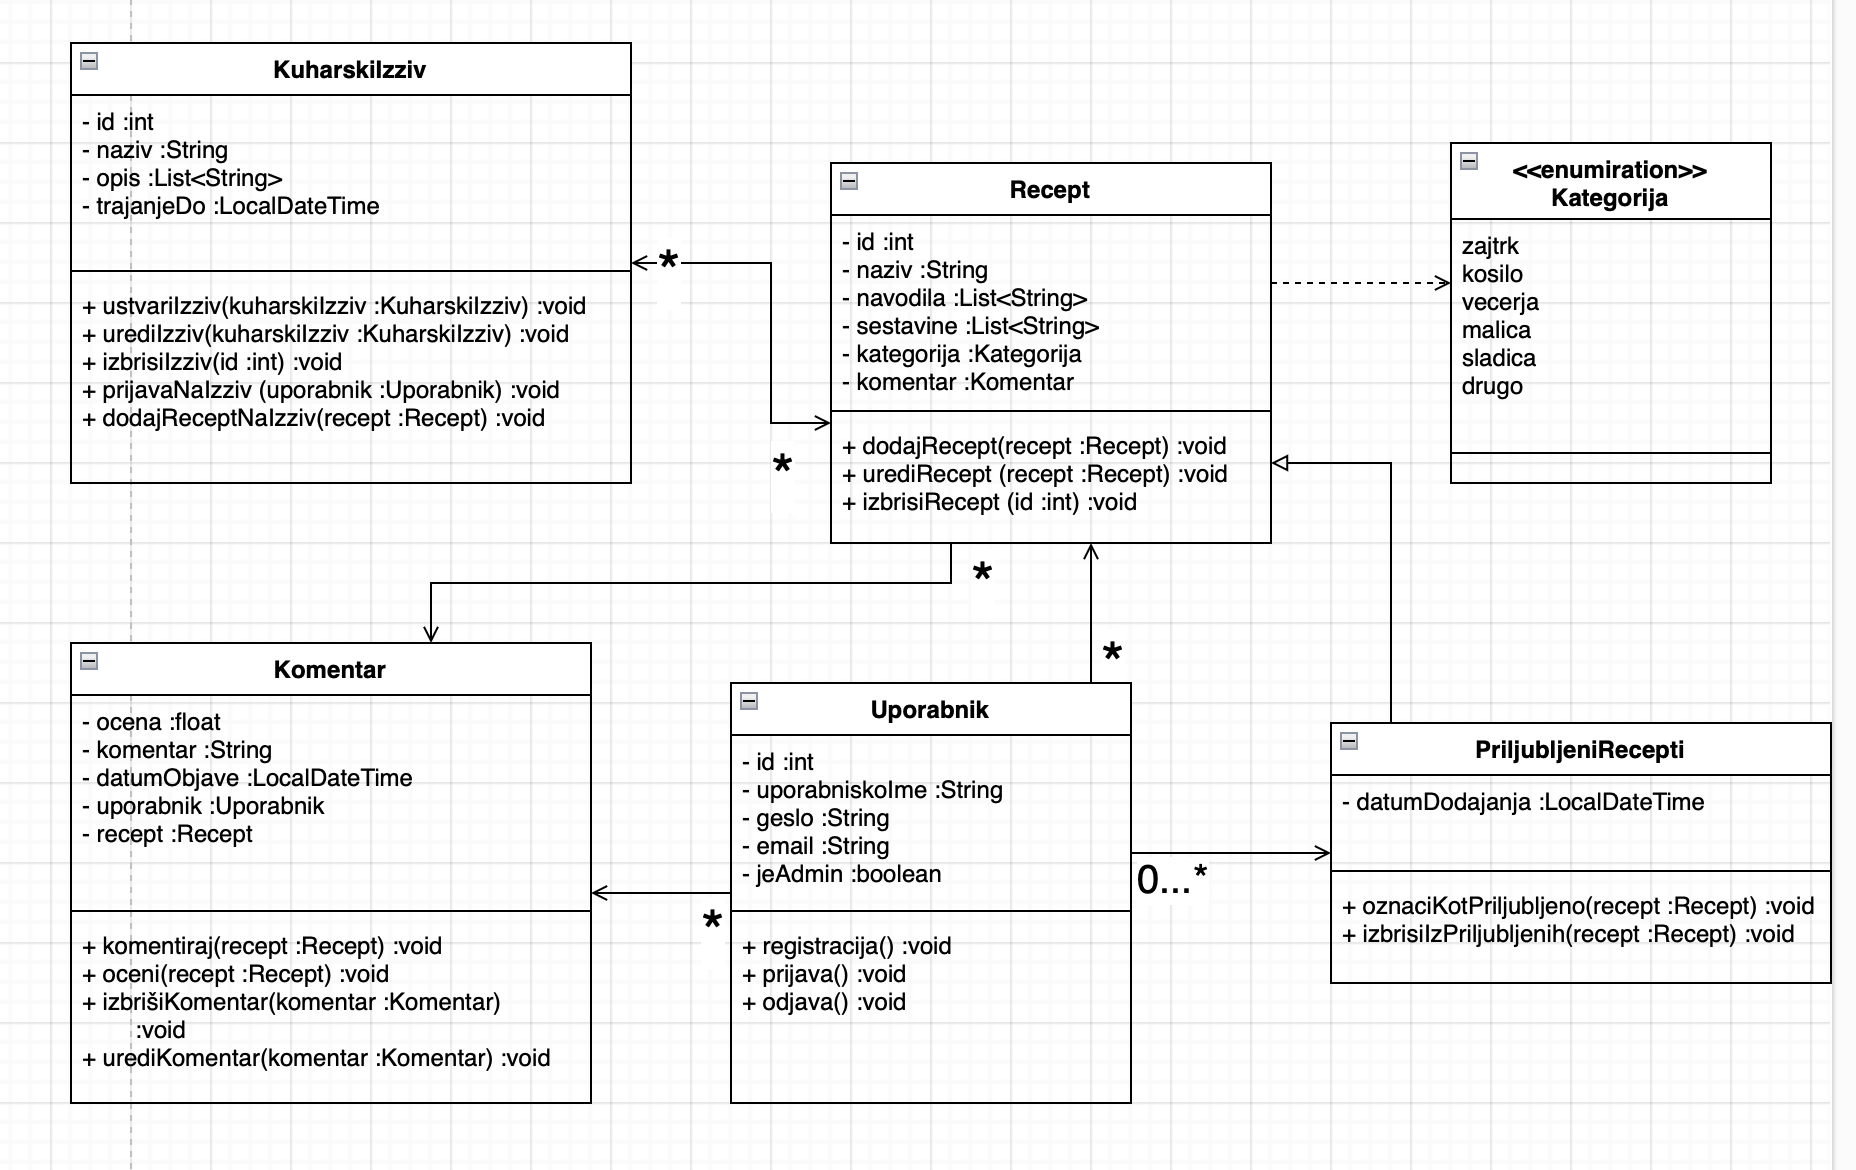 KuharskiIzziv
- id :int
- naziv :String
- opis :List<String>
- trajanjeDo :LocalDateTime
+ ustvariIzziv(kuharskiIzziv :KuharskiIzziv) :void
+ urediIzziv(kuharskiIzziv :KuharskiIzziv) :void
+ izbrisiIzziv(id :int) :void
+ prijavaNaIzziv (uporabnik :Uporabnik) :void
+ dodajReceptNaIzziv(recept :Recept) :void
*
*
Recept
- id :int
- naziv :String
- navodila :List<String>
- sestavine :List<String>
- kategorija :Kategorija
- komentar :Komentar
+ dodajRecept(recept :Recept) :void
+ urediRecept (recept :Recept) :void
+ izbrisiRecept (id :int) :void
<<enumiration>>
Kategorija
zajtrk
kosilo
vecerja
malica
sladica
drugo
*
*
Komentar
- ocena :float
- komentar :String
- datumObjave :LocalDateTime
- uporabnik :Uporabnik
- recept :Recept
+ komentiraj(recept :Recept) :void
+ oceni(recept :Recept) :void
+ izbrišiKomentar(komentar :Komentar)
:void
+ urediKomentar(komentar :Komentar) :void
*
Uporabnik
- id :int
- uporabniskoIme :String
- geslo :String
- email :String
- jeAdmin :boolean
+ registracija() :void
+ prijava() :void
+ odjava() :void
0...*
PriljubljeniRecepti
- datumDodajanja :LocalDateTime
+ oznaciKotPriljubljeno(recept :Recept) :void
+ izbrisiIzPriljubljenih(recept :Recept) :void